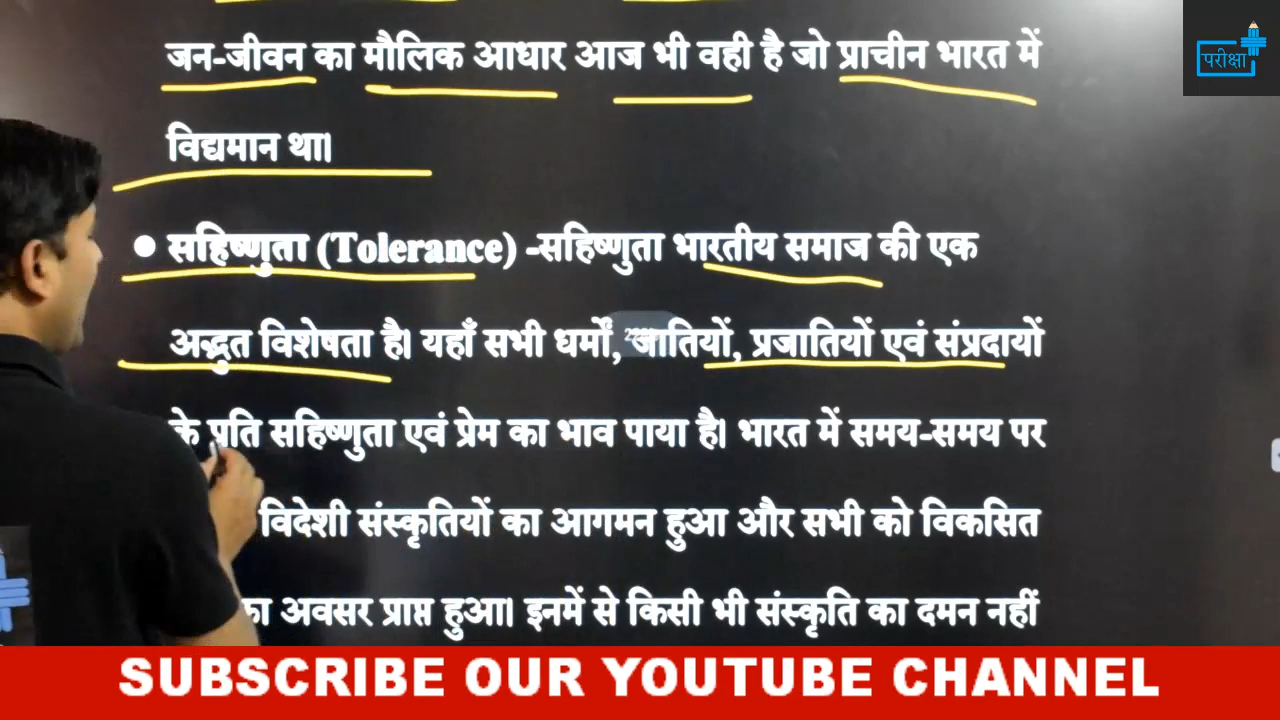 परीक्षा
जन-जीवन का मौलिक आधार आज भी वही है जो प्राचीन भारत में
विद्यमान था।
सहिष्णुता (Tolerance) -सहिष्णुता भारतीय समाज की एक
अद्भुत विशेषता है। यहाँ सभी धर्मों, जातियों, प्रजातियों एवं संप्रदायों
के प्रति सहिष्णुता एवं प्रेम का भाव पाया है। भारत में समय-समय पर
विदेशी संस्कृतियों का आगमन हुआ और सभी को विकसित
का अवसर प्राप्त हुआ। इनमें से किसी भी संस्कृति का दमन नहीं
SUBSCRIBE OUR YOUTUBE CHANNEL